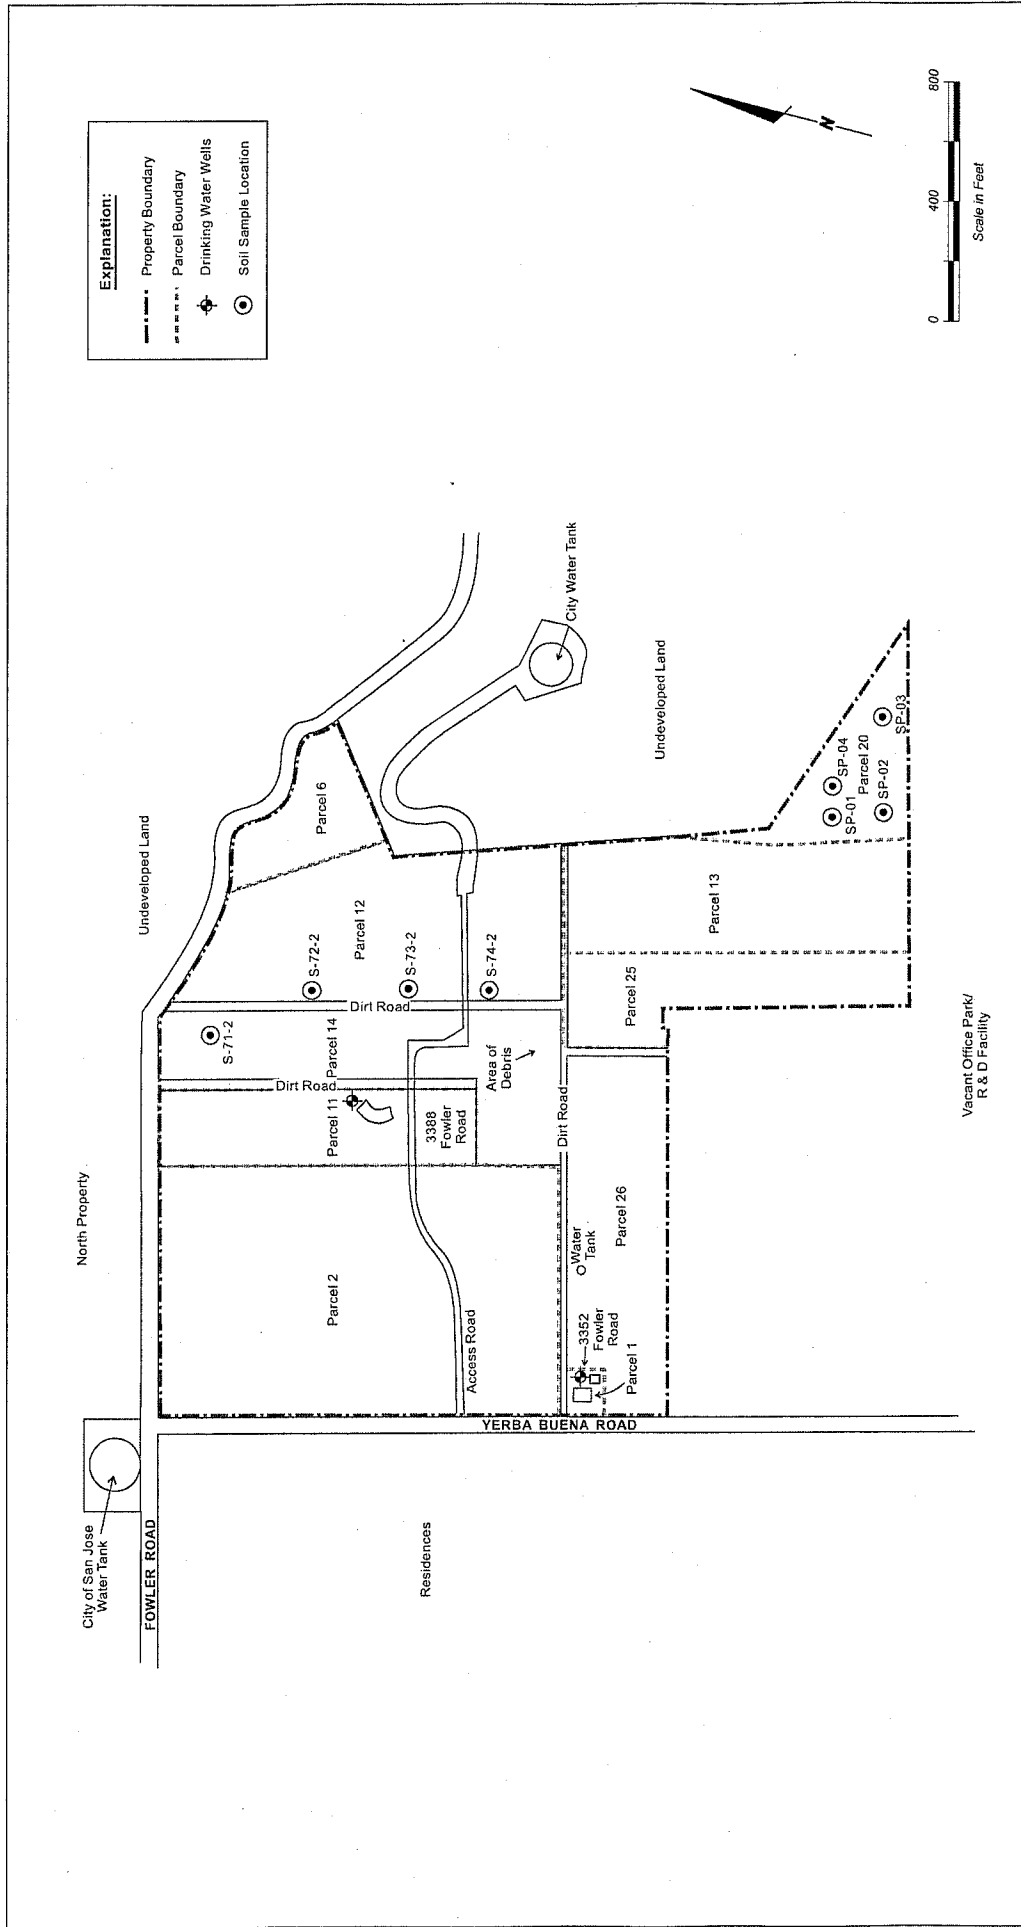 Explanation:
Property Boundary
Parcel Boundary
Drinking Water Wells
Soil Sample Location
N
0
400
800
Scale in Feet
City of San Jose
Water Tank
FOWLER ROAD
North Property
Undeveloped Land
Parcel 6
Parcel 2
Parcel 11
Dirt Road
Parcel 14
S-71-2
Dirt Road
S-72-2
Parcel 12
S-73-2
S-74-2
3388
Fowler
Road
Area of
Debris
Access Road
Residences
YERBA BUENA ROAD
City Water Tank
Undeveloped Land
Dirt Road
Water
Tank
3352
Fowler
Road
Parcel 1
Parcel 26
Parcel 25
Parcel 13
SP-01
SP-04
Parcel 20
SP-02
SP-03
Vacant Office Park/
R & D Facility